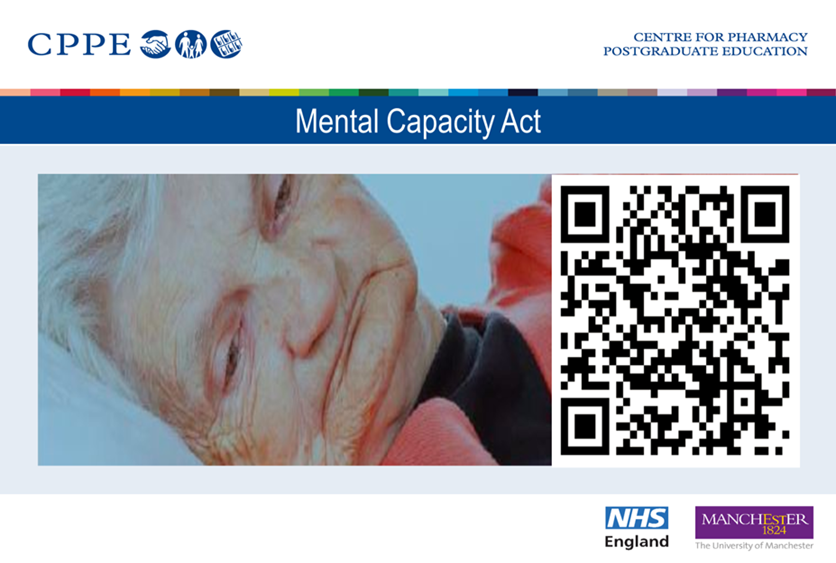 CPPE
CENTRE FOR PHARMACY
POSTGRADUATE EDUCATION
Mental Capacity Act
NHS
England
MANCHESTER
1824
The University of Manchester